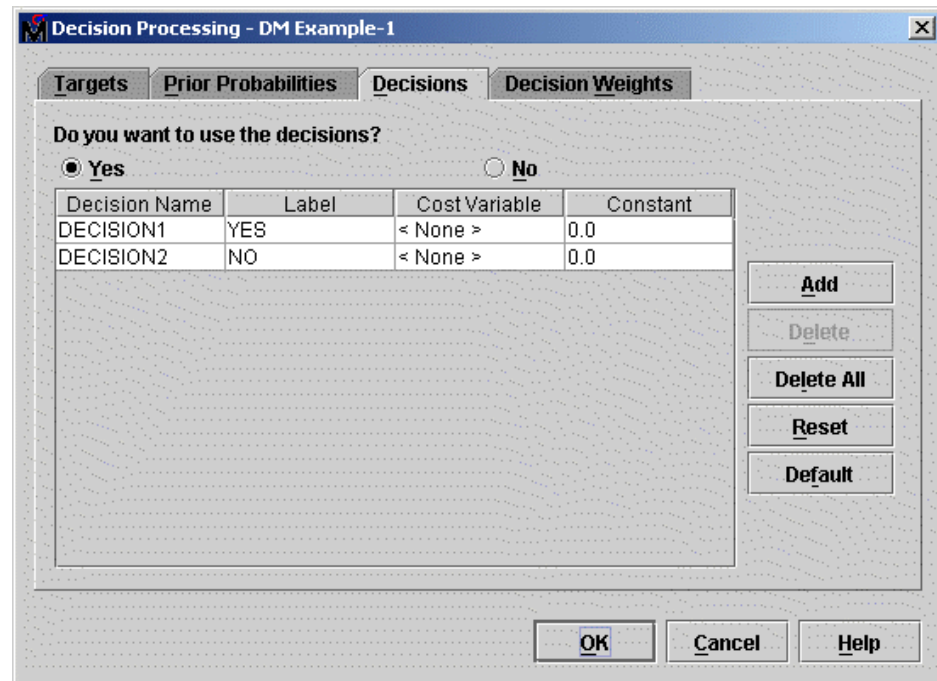 Decision Processing - DM Example-1
Targets Prior Probabilities Decisions Decision Weights
Do you want to use the decisions?
Yes No
Decision Name Label Cost Variable Constant
DECISION1 YES < None > 0.0
DECISION2 NO < None > 0.0
Add
Delete
Delete All
Reset
Default
OK Cancel Help